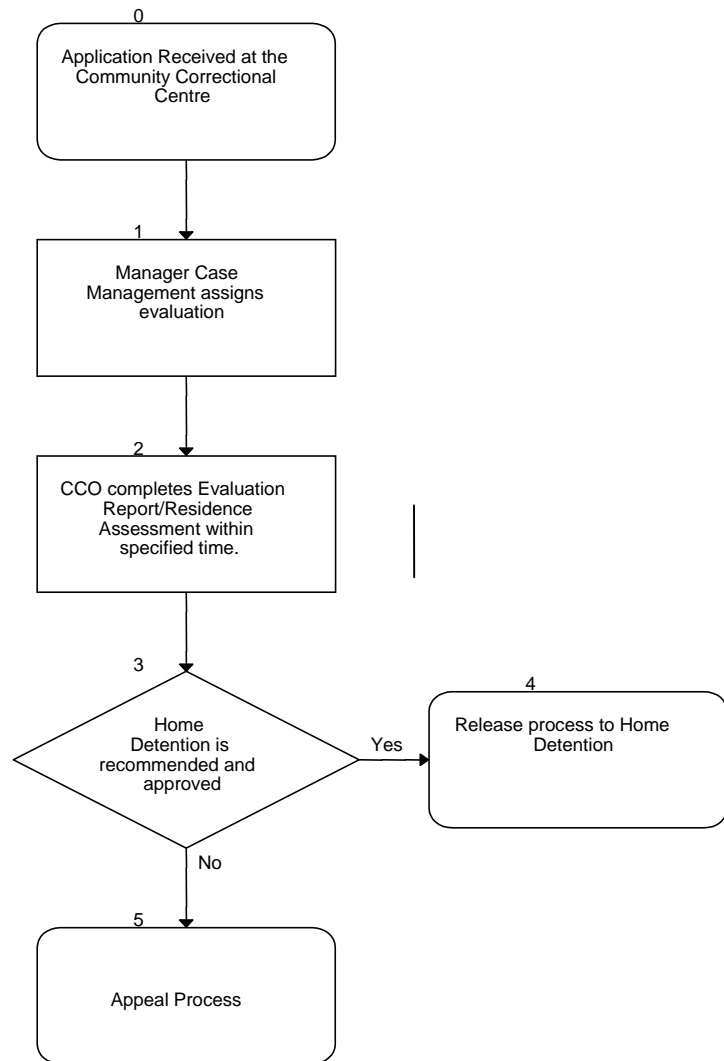 0
Application Received at the
Community Correctional
Centre
1
Manager Case
Management assigns
evaluation
2
CCO completes Evaluation
Report/Residence
Assessment within
specified time.
3
Home
Detention is
recommended and
approved
Yes
4
Release process to Home
Detention
No
5
Appeal Process